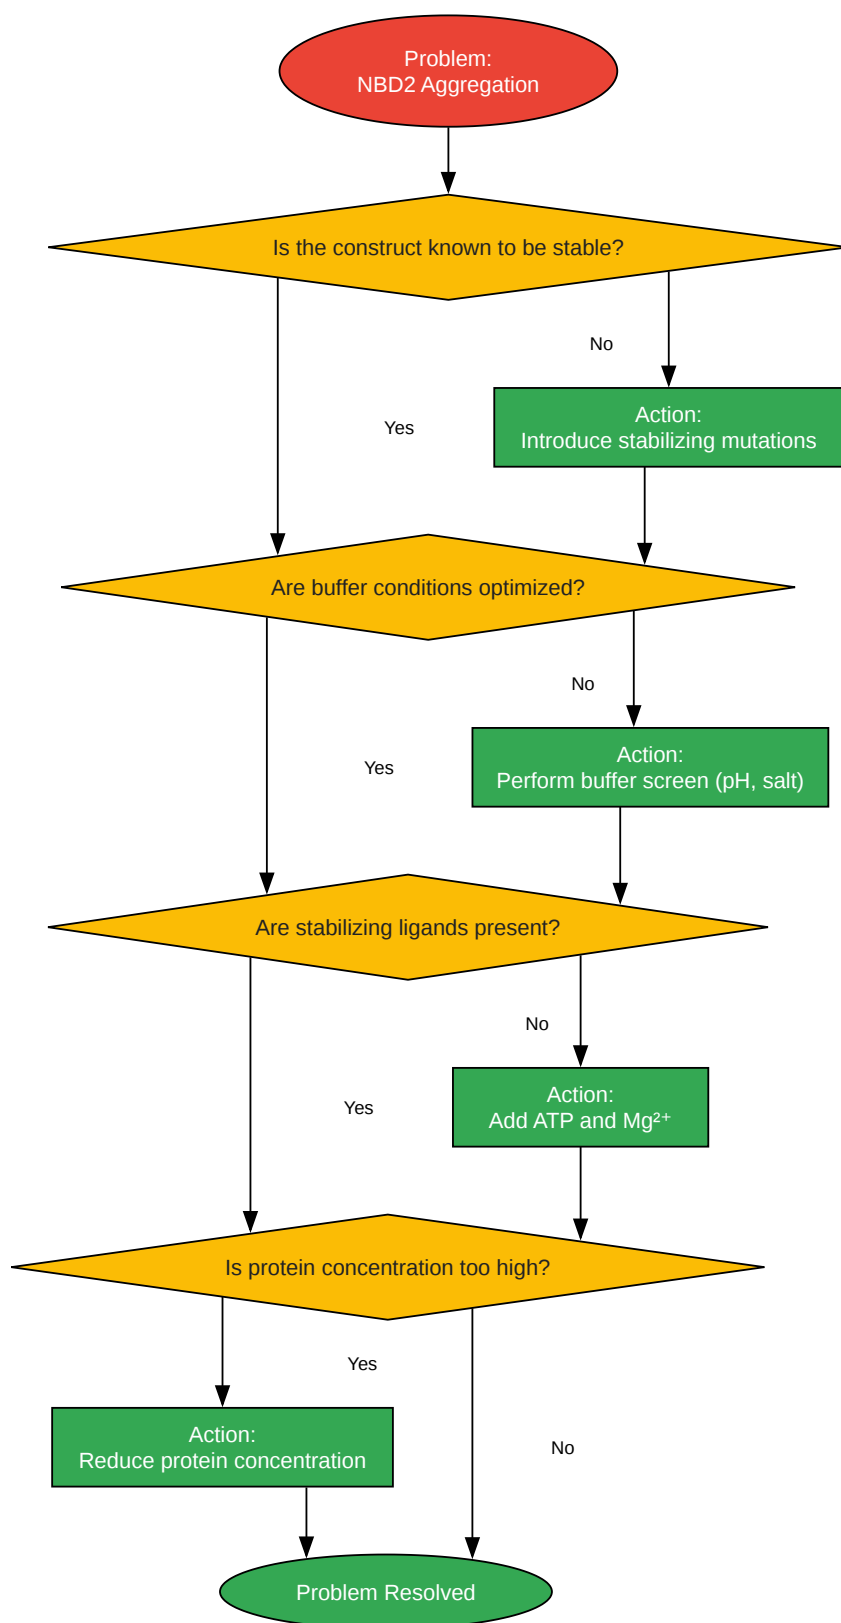 Problem:
NBD2 Aggregation
Is the construct known to be stable?
No
Action:
Introduce stabilizing mutations
Yes
Are buffer conditions optimized?
No
Action:
Perform buffer screen (pH, salt)
Yes
Are stabilizing ligands present?
No
Action:
Add ATP and Mg²⁺
Yes
Is protein concentration too high?
Yes
Action:
Reduce protein concentration
No
Problem Resolved